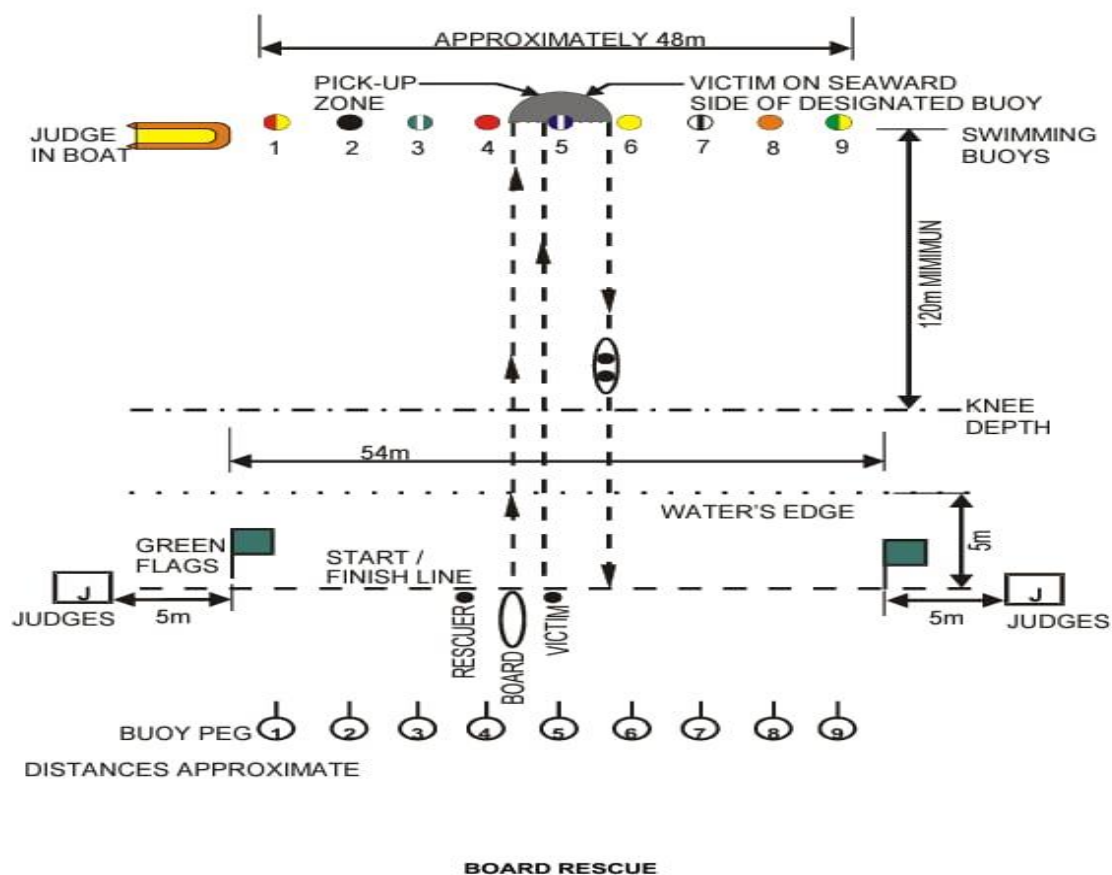 APPROXIMATELY 48m
PICK-UP
ZONE
VICTIM ON SEAWARD
SIDE OF DESIGNATED BUOY
JUDGE
IN BOAT
1 2 3 4 5 6 7 8 9
SWIMMING
BUOYS
120m MIMIMUN
KNEE
DEPTH
54m
WATER'S EDGE
5m
GREEN
FLAGS
START /
FINISH LINE
J
JUDGES
5m
RESCUER
BOARD
VICTIM
5m
J
JUDGES
BUOY PEG
1 2 3 4 5 6 7 8 9
DISTANCES APPROXIMATE
BOARD RESCUE